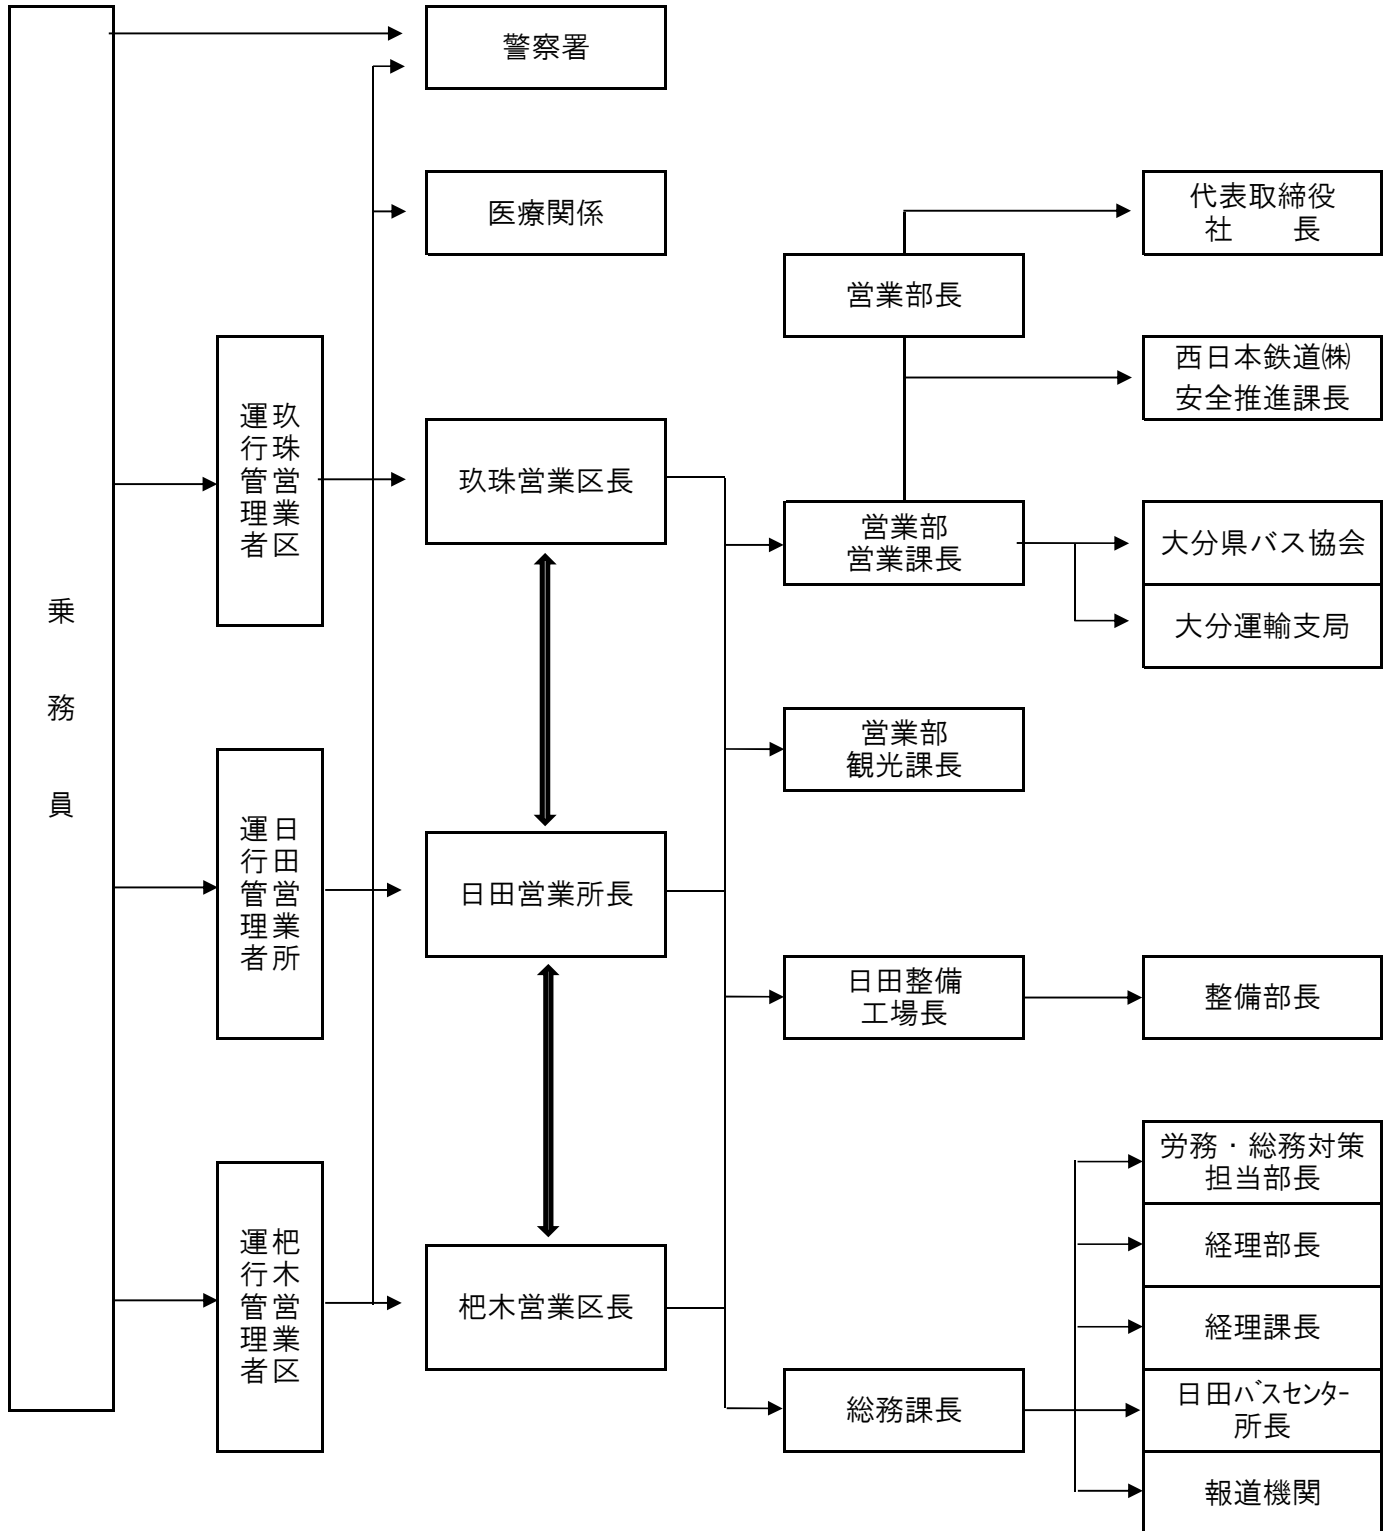 乗務員
玖珠営業区
運行管理者
日田営業所
運行管理者
杷木営業区
運行管理者
警察署
医療関係
玖珠営業区長
日田営業所長
杷木営業区長
営業部長
営業部
営業課長
営業部
観光課長
日田整備
工場長
総務課長
代表取締役
社　　長
西日本鉄道㈱
安全推進課長
大分県バス協会
大分運輸支局
整備部長
労務・総務対策
担当部長
経理部長
経理課長
日田ﾊﾞｽｾﾝﾀｰ
所長
報道機関